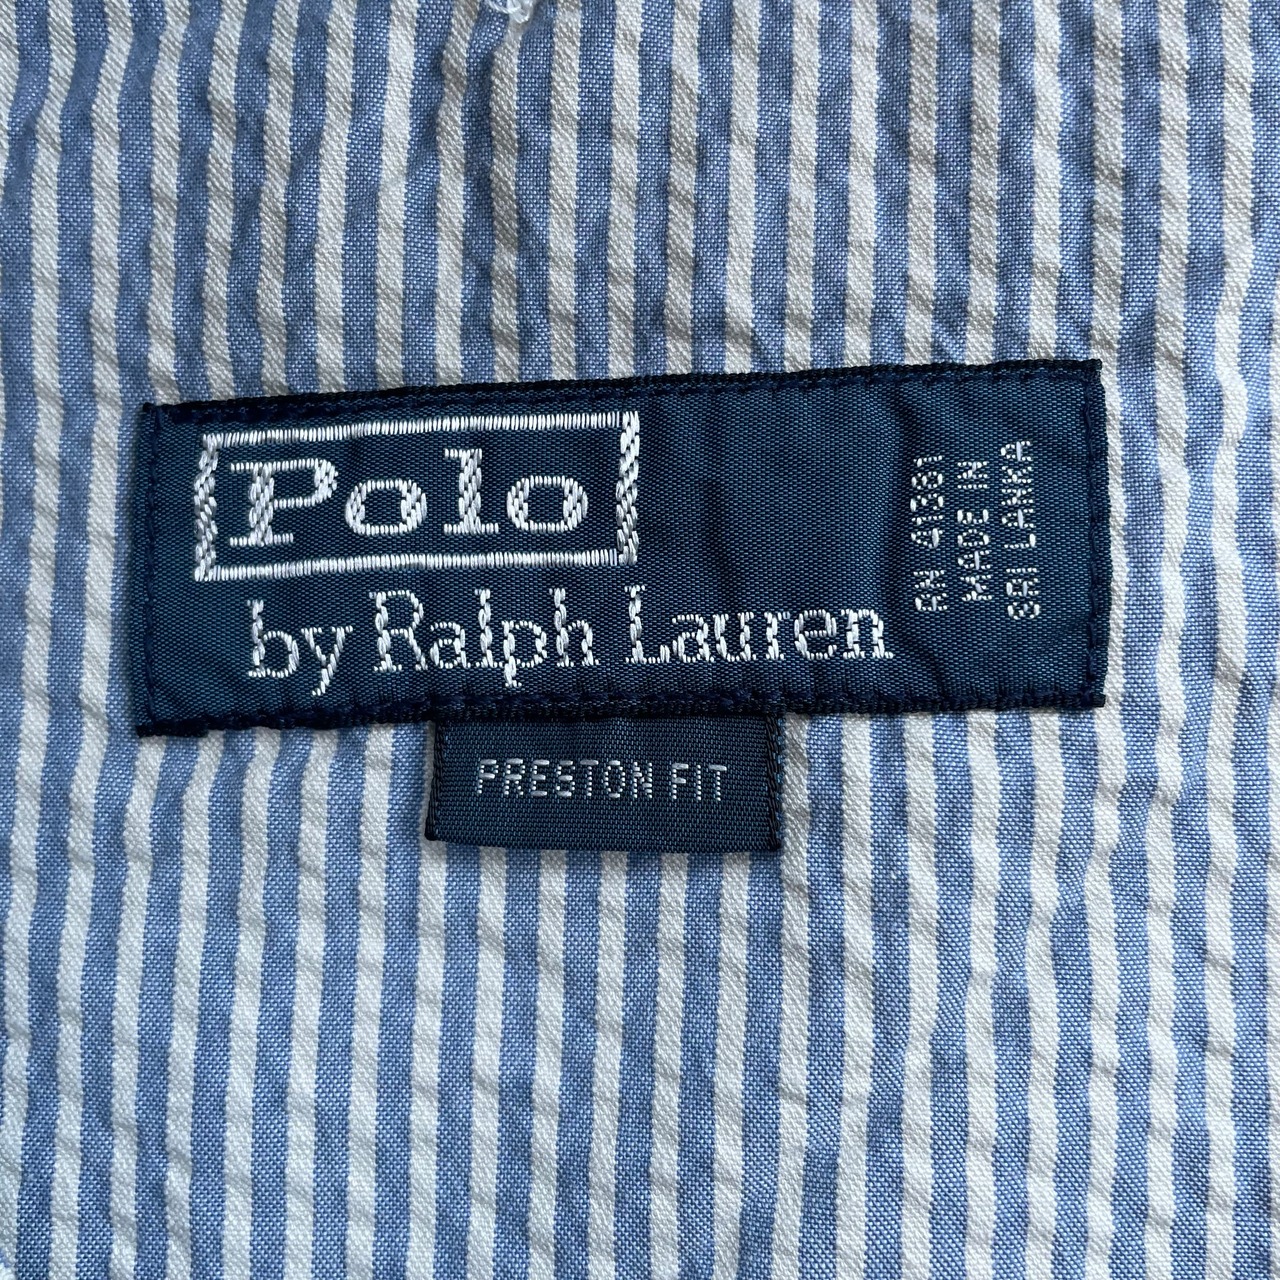 Polo
by Ralph Lauren
RN 41381
MADE IN
SRI LANKA
PRESTON FIT